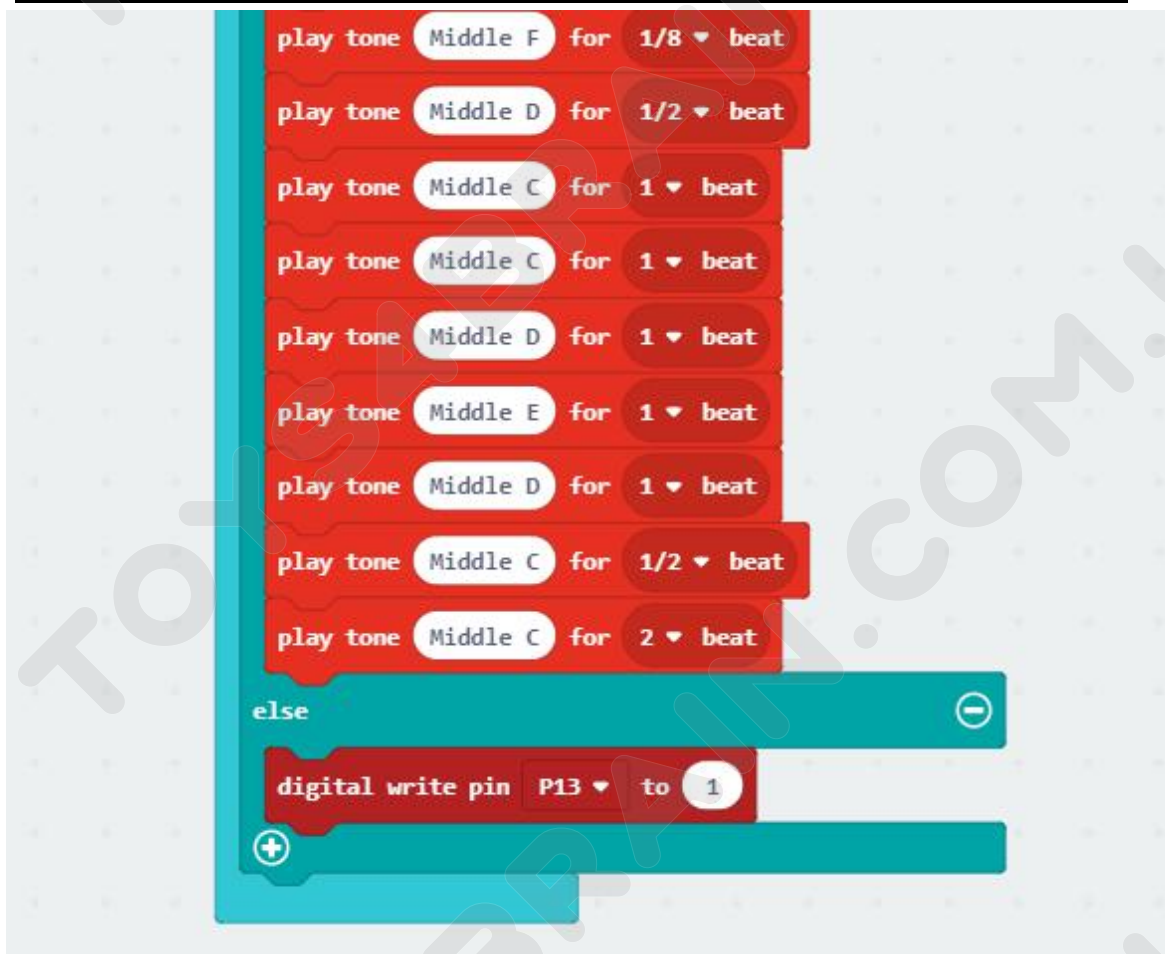 play tone Middle F for 1/8 beat
play tone Middle D for 1/2 beat
play tone Middle C for 1 beat
play tone Middle C for 1 beat
play tone Middle D for 1 beat
play tone Middle E for 1 beat
play tone Middle D for 1 beat
play tone Middle C for 1/2 beat
play tone Middle C for 2 beat
else
digital write pin P13 to 1
TOYSABRAIN.COM.